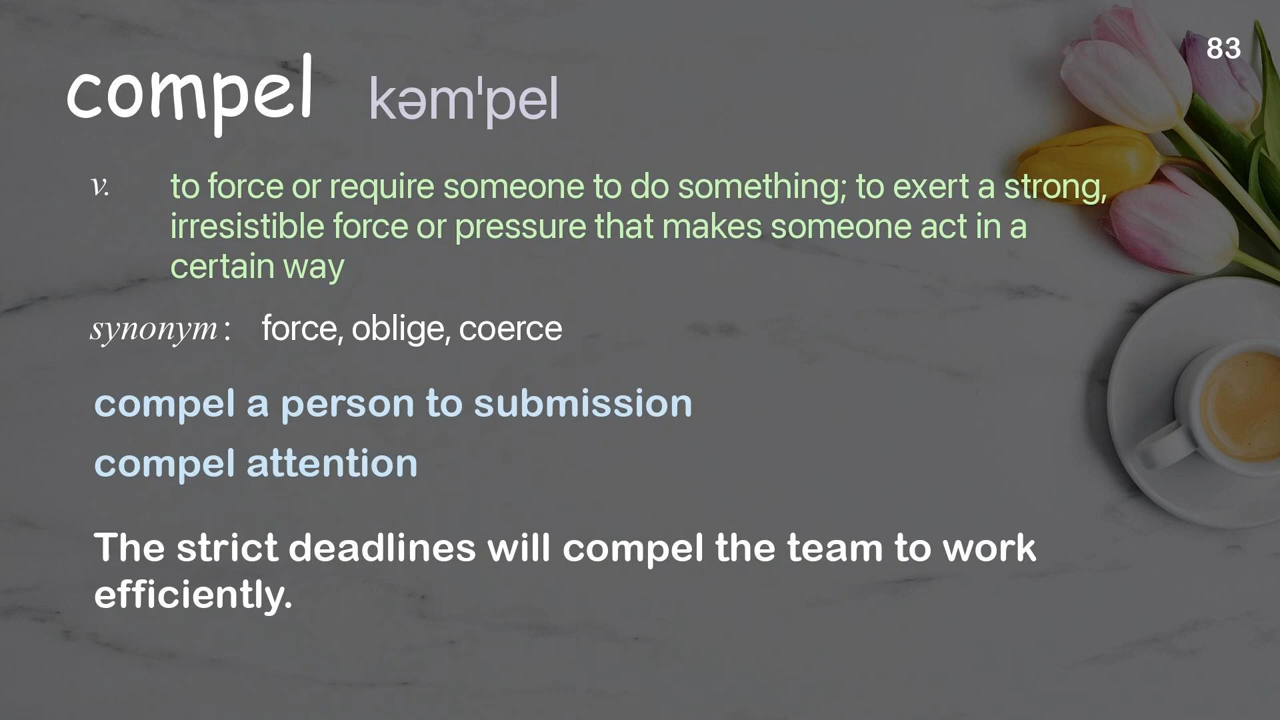 83
compel kəmˈpel
v. to force or require someone to do something; to exert a strong,
irresistible force or pressure that makes someone act in a
certain way
synonym: force, oblige, coerce
compel a person to submission
compel attention
The strict deadlines will compel the team to work
efficiently.